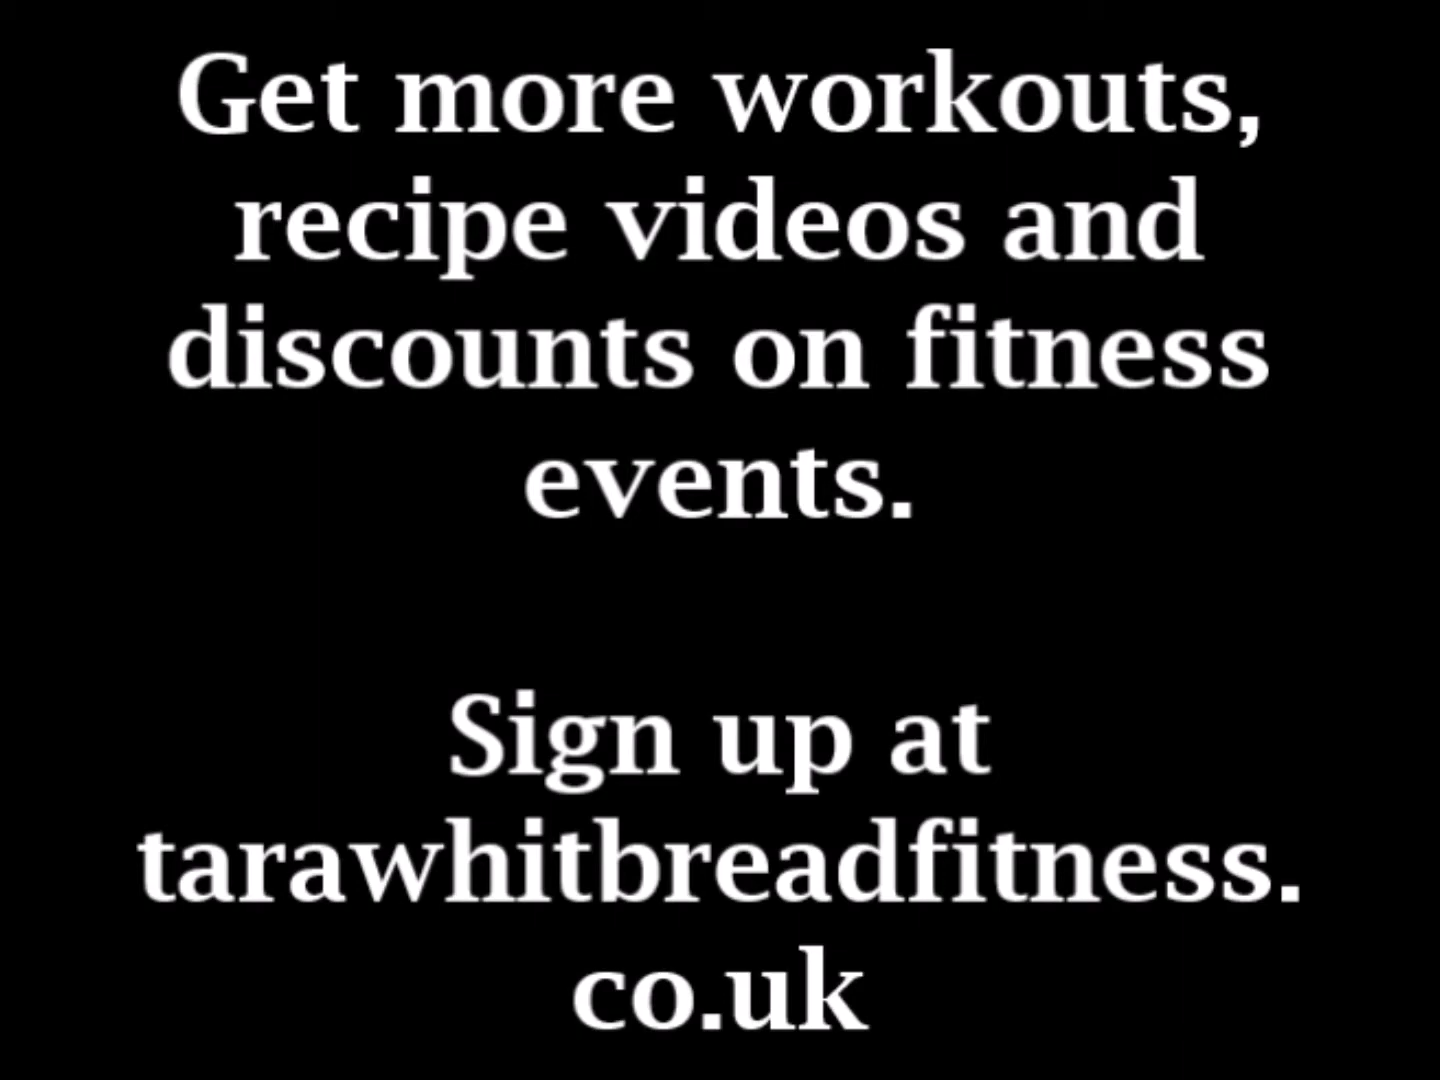 Get more workouts,
recipe videos and
discounts on fitness
events.
Sign up at
tarawhitbreadfitness.
co.uk